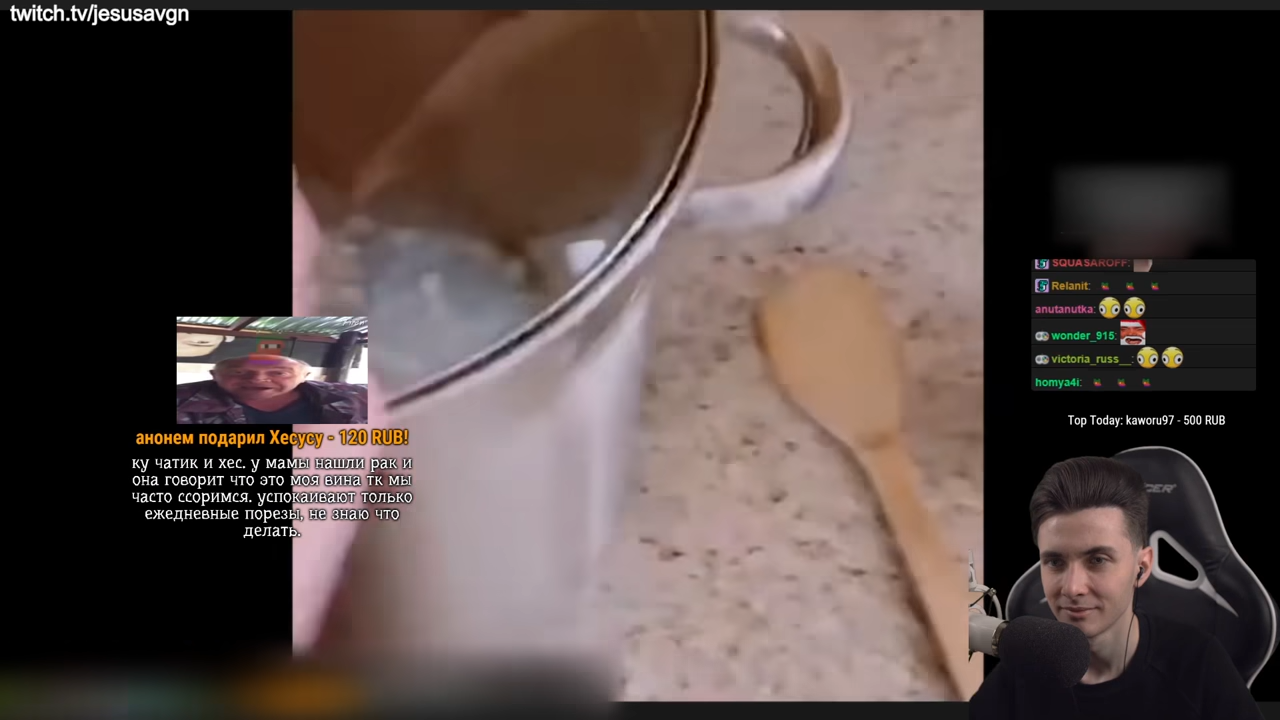 twitch.tv/jesusavgn
SQUASAROFF:
Relanit:
anutanutka:
wonder_915:
victoria_russ__:
homya4i:
анонем подарил Хесусу - 120 RUB!
ку чатик и хес. у мамы нашли рак и
она говорит что это моя вина тк мы
часто ссоримся. успокаивают только
ежедневные порезы, не знаю что
делать.
Top Today: kaworu97 - 500 RUB